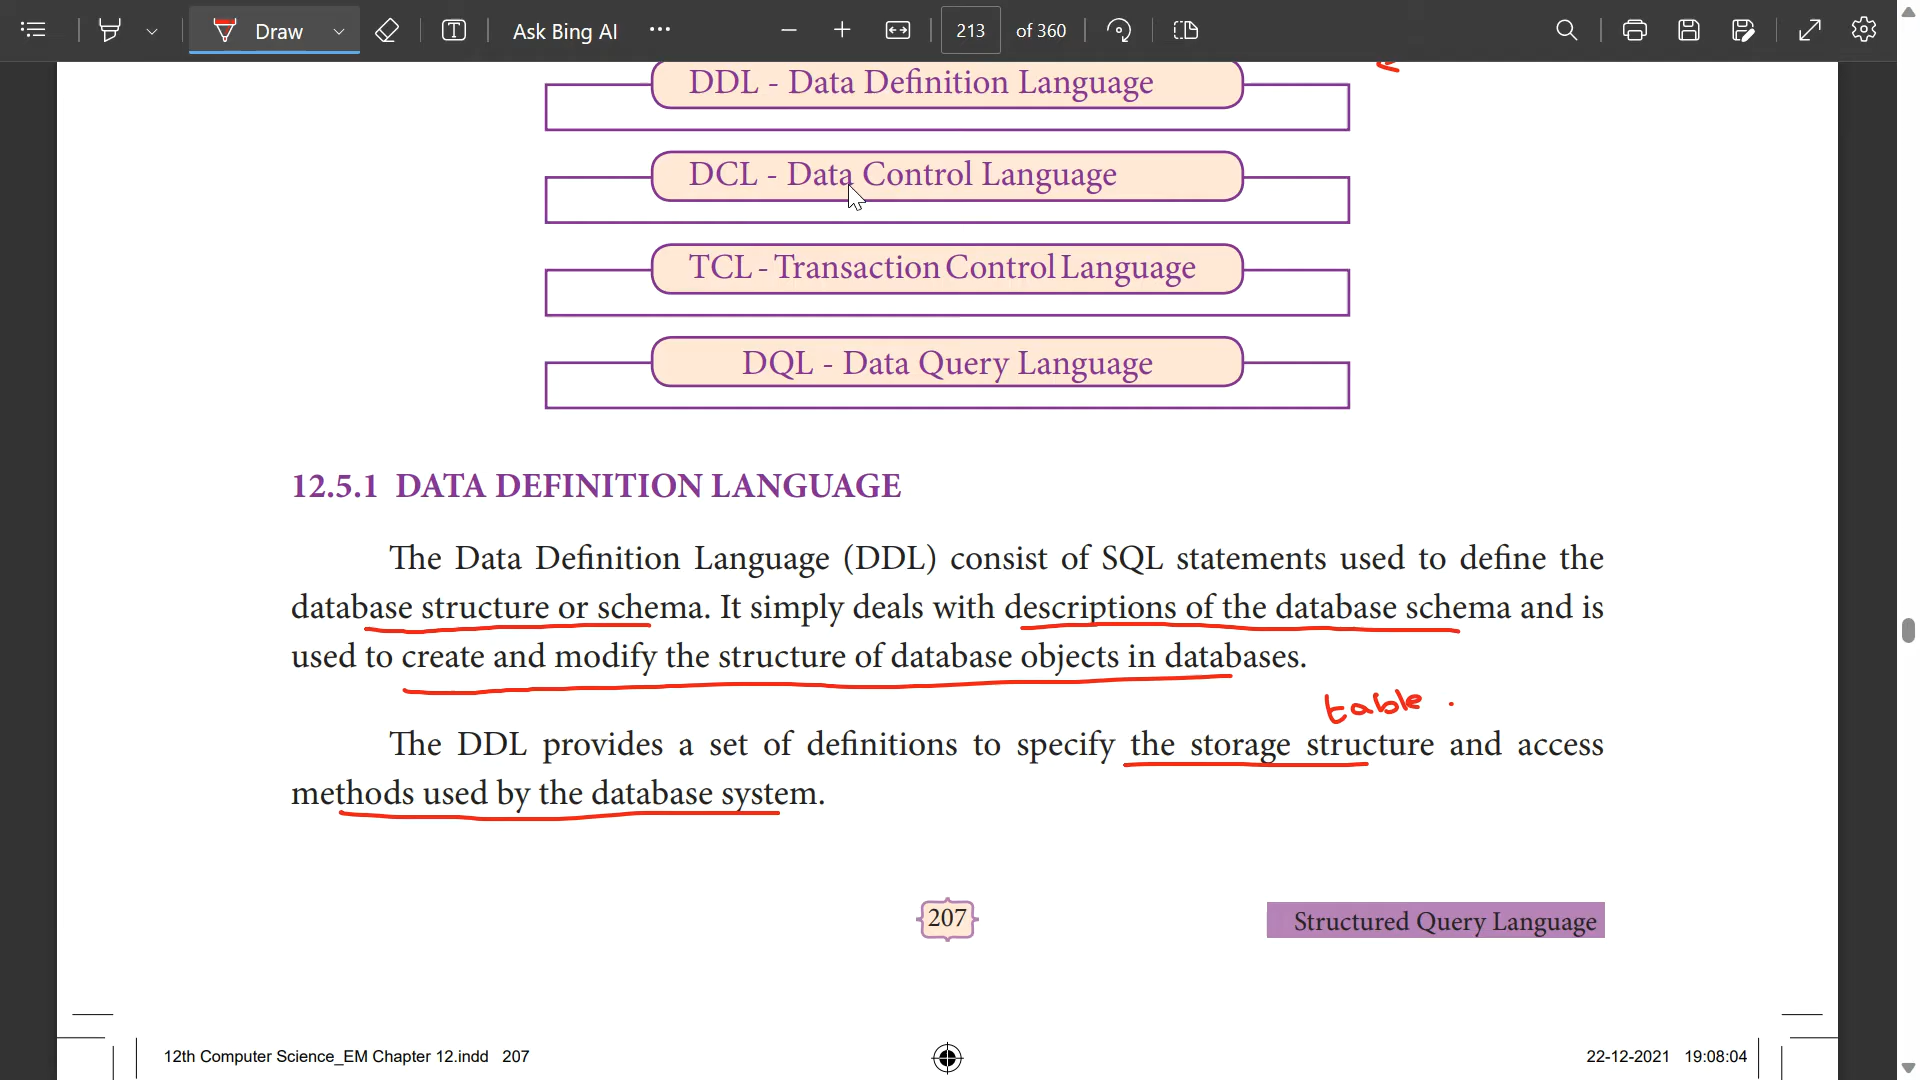 Draw
Ask Bing AI
213 of 360
DDL - Data Definition Language
DCL - Data Control Language
TCL - Transaction Control Language
DQL - Data Query Language
12.5.1 DATA DEFINITION LANGUAGE
The Data Definition Language (DDL) consist of SQL statements used to define the
database structure or schema. It simply deals with descriptions of the database schema and is
used to create and modify the structure of database objects in databases.
table .
The DDL provides a set of definitions to specify the storage structure and access
methods used by the database system.
207
Structured Query Language
12th Computer Science_EM Chapter 12.indd 207
22-12-2021 19:08:04